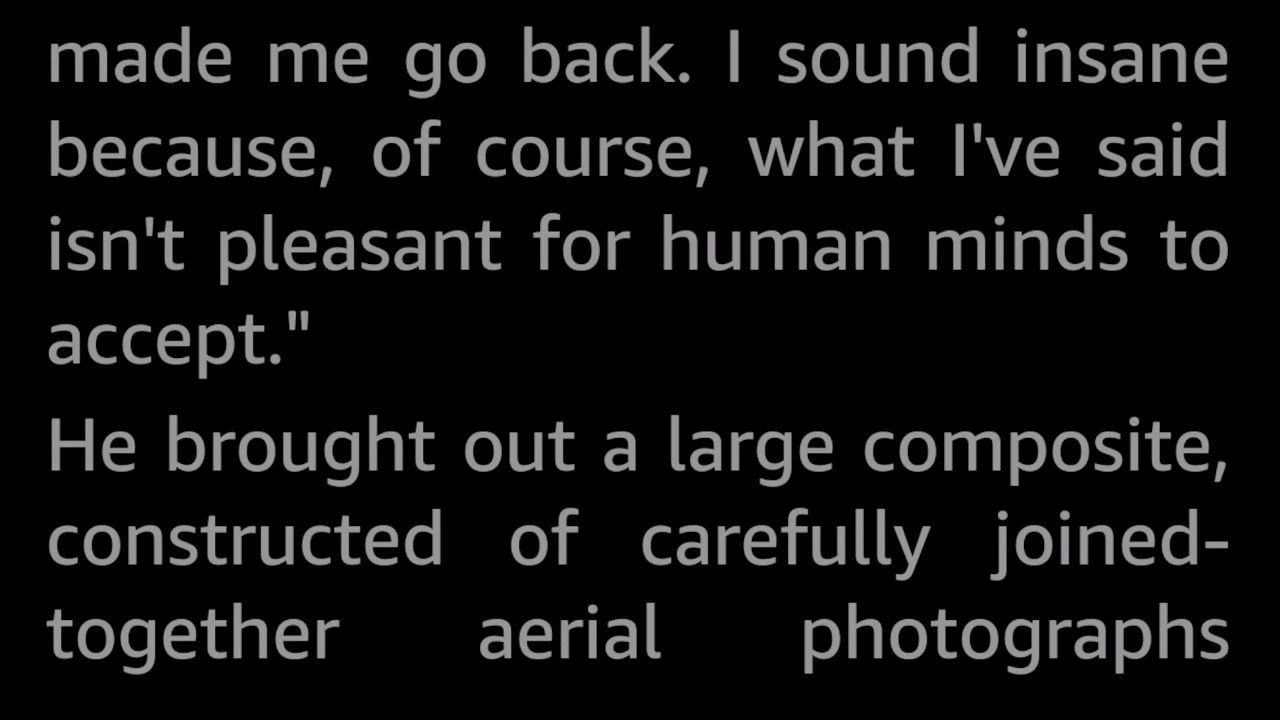 made me go back. I sound insane
because, of course, what I've said
isn't pleasant for human minds to
accept."
He brought out a large composite,
constructed of carefully joined-
together aerial photographs